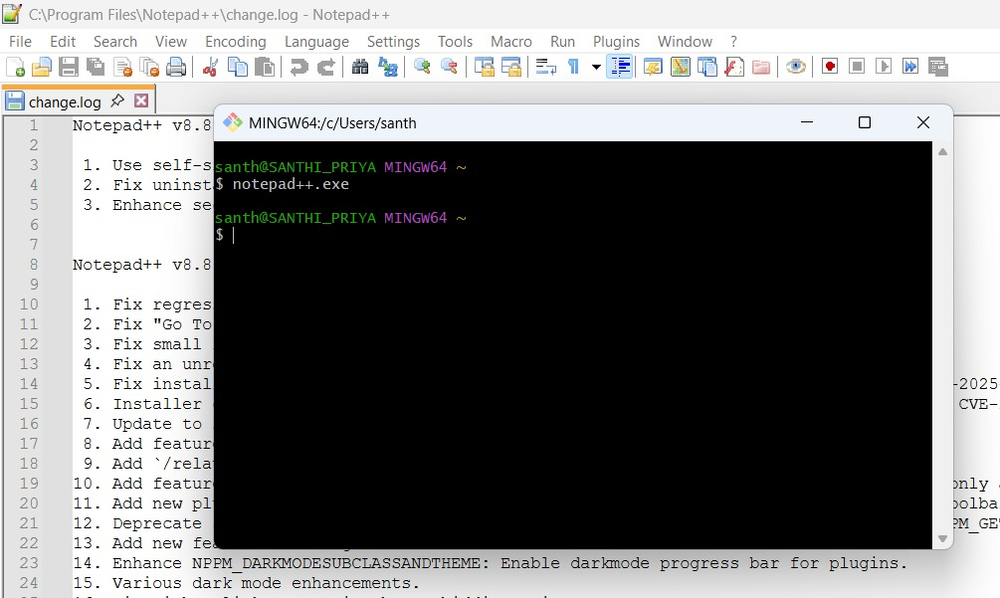 C:\Program Files\Notepad++\change.log - Notepad++
File Edit Search View Encoding Language Settings Tools Macro Run Plugins Window ?
change.log
MINGW64:/c/Users/santh
santh@SANTHI_PRIYA MINGW64 ~
$ notepad++.exe
santh@SANTHI_PRIYA MINGW64 ~
$
1 Notepad++ v8.8
2
3 1. Use self-s
4 2. Fix uninst
5 3. Enhance se
6
7
8 Notepad++ v8.8
9
10 1. Fix regres
11 2. Fix "Go To
12 3. Fix small
13 4. Fix an unr
14 5. Fix instal -2025
15 6. Installer CVE-
16 7. Update to
17 8. Add featur
18 9. Add `/rela
19 10. Add featur only
20 11. Add new pl oolba
21 12. Deprecate PM_GE
22 13. Add new fea
23 14. Enhance NPPM_DARKMODESUBCLASSANDTHEME: Enable darkmode progress bar for plugins.
24 15. Various dark mode enhancements.